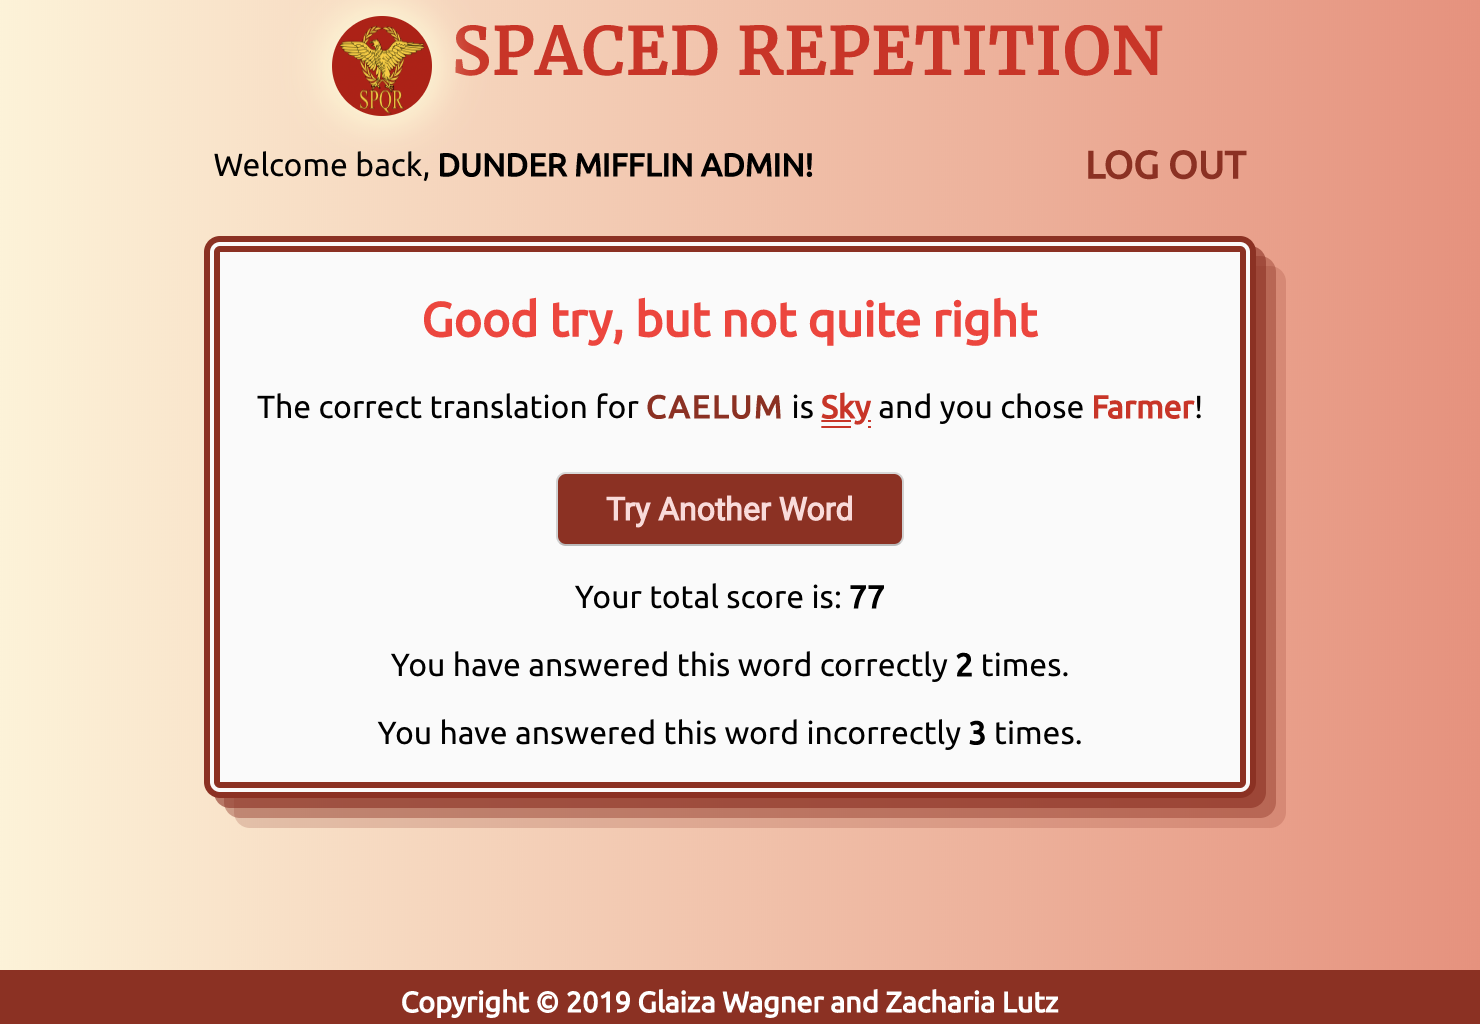 SPQR
SPACED REPETITION
Welcome back, DUNDER MIFFLIN ADMIN!
LOG OUT
Good try, but not quite right
The correct translation for CAELUM is Sky and you chose Farmer!
Try Another Word
Your total score is: 77
You have answered this word correctly 2 times.
You have answered this word incorrectly 3 times.
Copyright © 2019 Glaiza Wagner and Zacharia Lutz